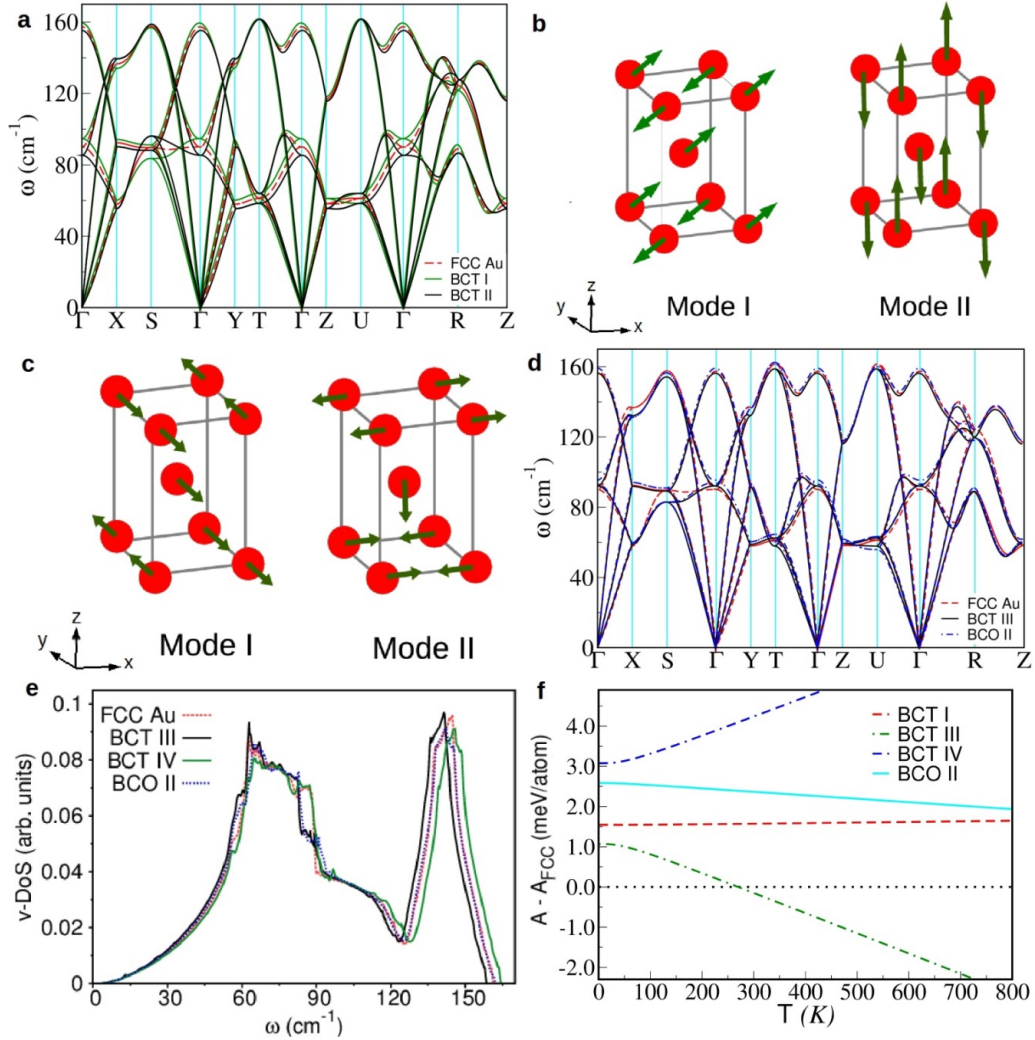 a
160
120
80
40
0
ω (cm⁻¹)
FCC Au
BCT I
BCT II
Γ X S Γ Y T Γ Z U Γ R Z
b
z
y
x
Mode I
Mode II
c
z
y
x
Mode I
Mode II
d
160
120
80
40
0
ω (cm⁻¹)
FCC Au
BCT III
BCO II
Γ X S Γ Y T Γ Z U Γ R Z
e
0.1
0.08
0.06
0.04
0.02
0
v-DoS (arb. units)
FCC Au
BCT III
BCT IV
BCO II
0 30 60 90 120 150
ω (cm⁻¹)
f
4.0
3.0
2.0
1.0
0.0
-1.0
-2.0
A - A_FCC (meV/atom)
BCT I
BCT III
BCT IV
BCO II
0 100 200 300 400 500 600 700 800
T (K)